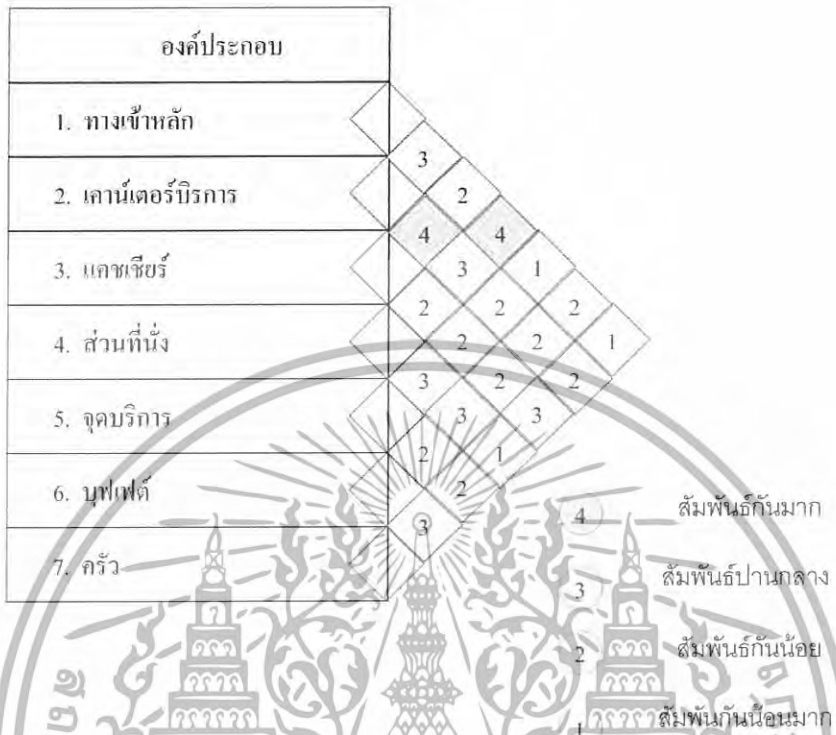 องค์ประกอบ
1. ทางเข้าหลัก
3
2. เคาน์เตอร์บิรการ
2
4 4
3. แคชเชียร์
3 1
2 2 2
4. ส่วนที่นั่ง
2 2 1
3 2 2
5. จุดบริการ
3 3
2 1
6. บุฟเฟต์
2
3
7. ครัว
4 สัมพันธ์กันมาก
3 สัมพันธ์ปานกลาง
2 สัมพันธ์กันน้อย
1 สัมพันกันน้อนมาก